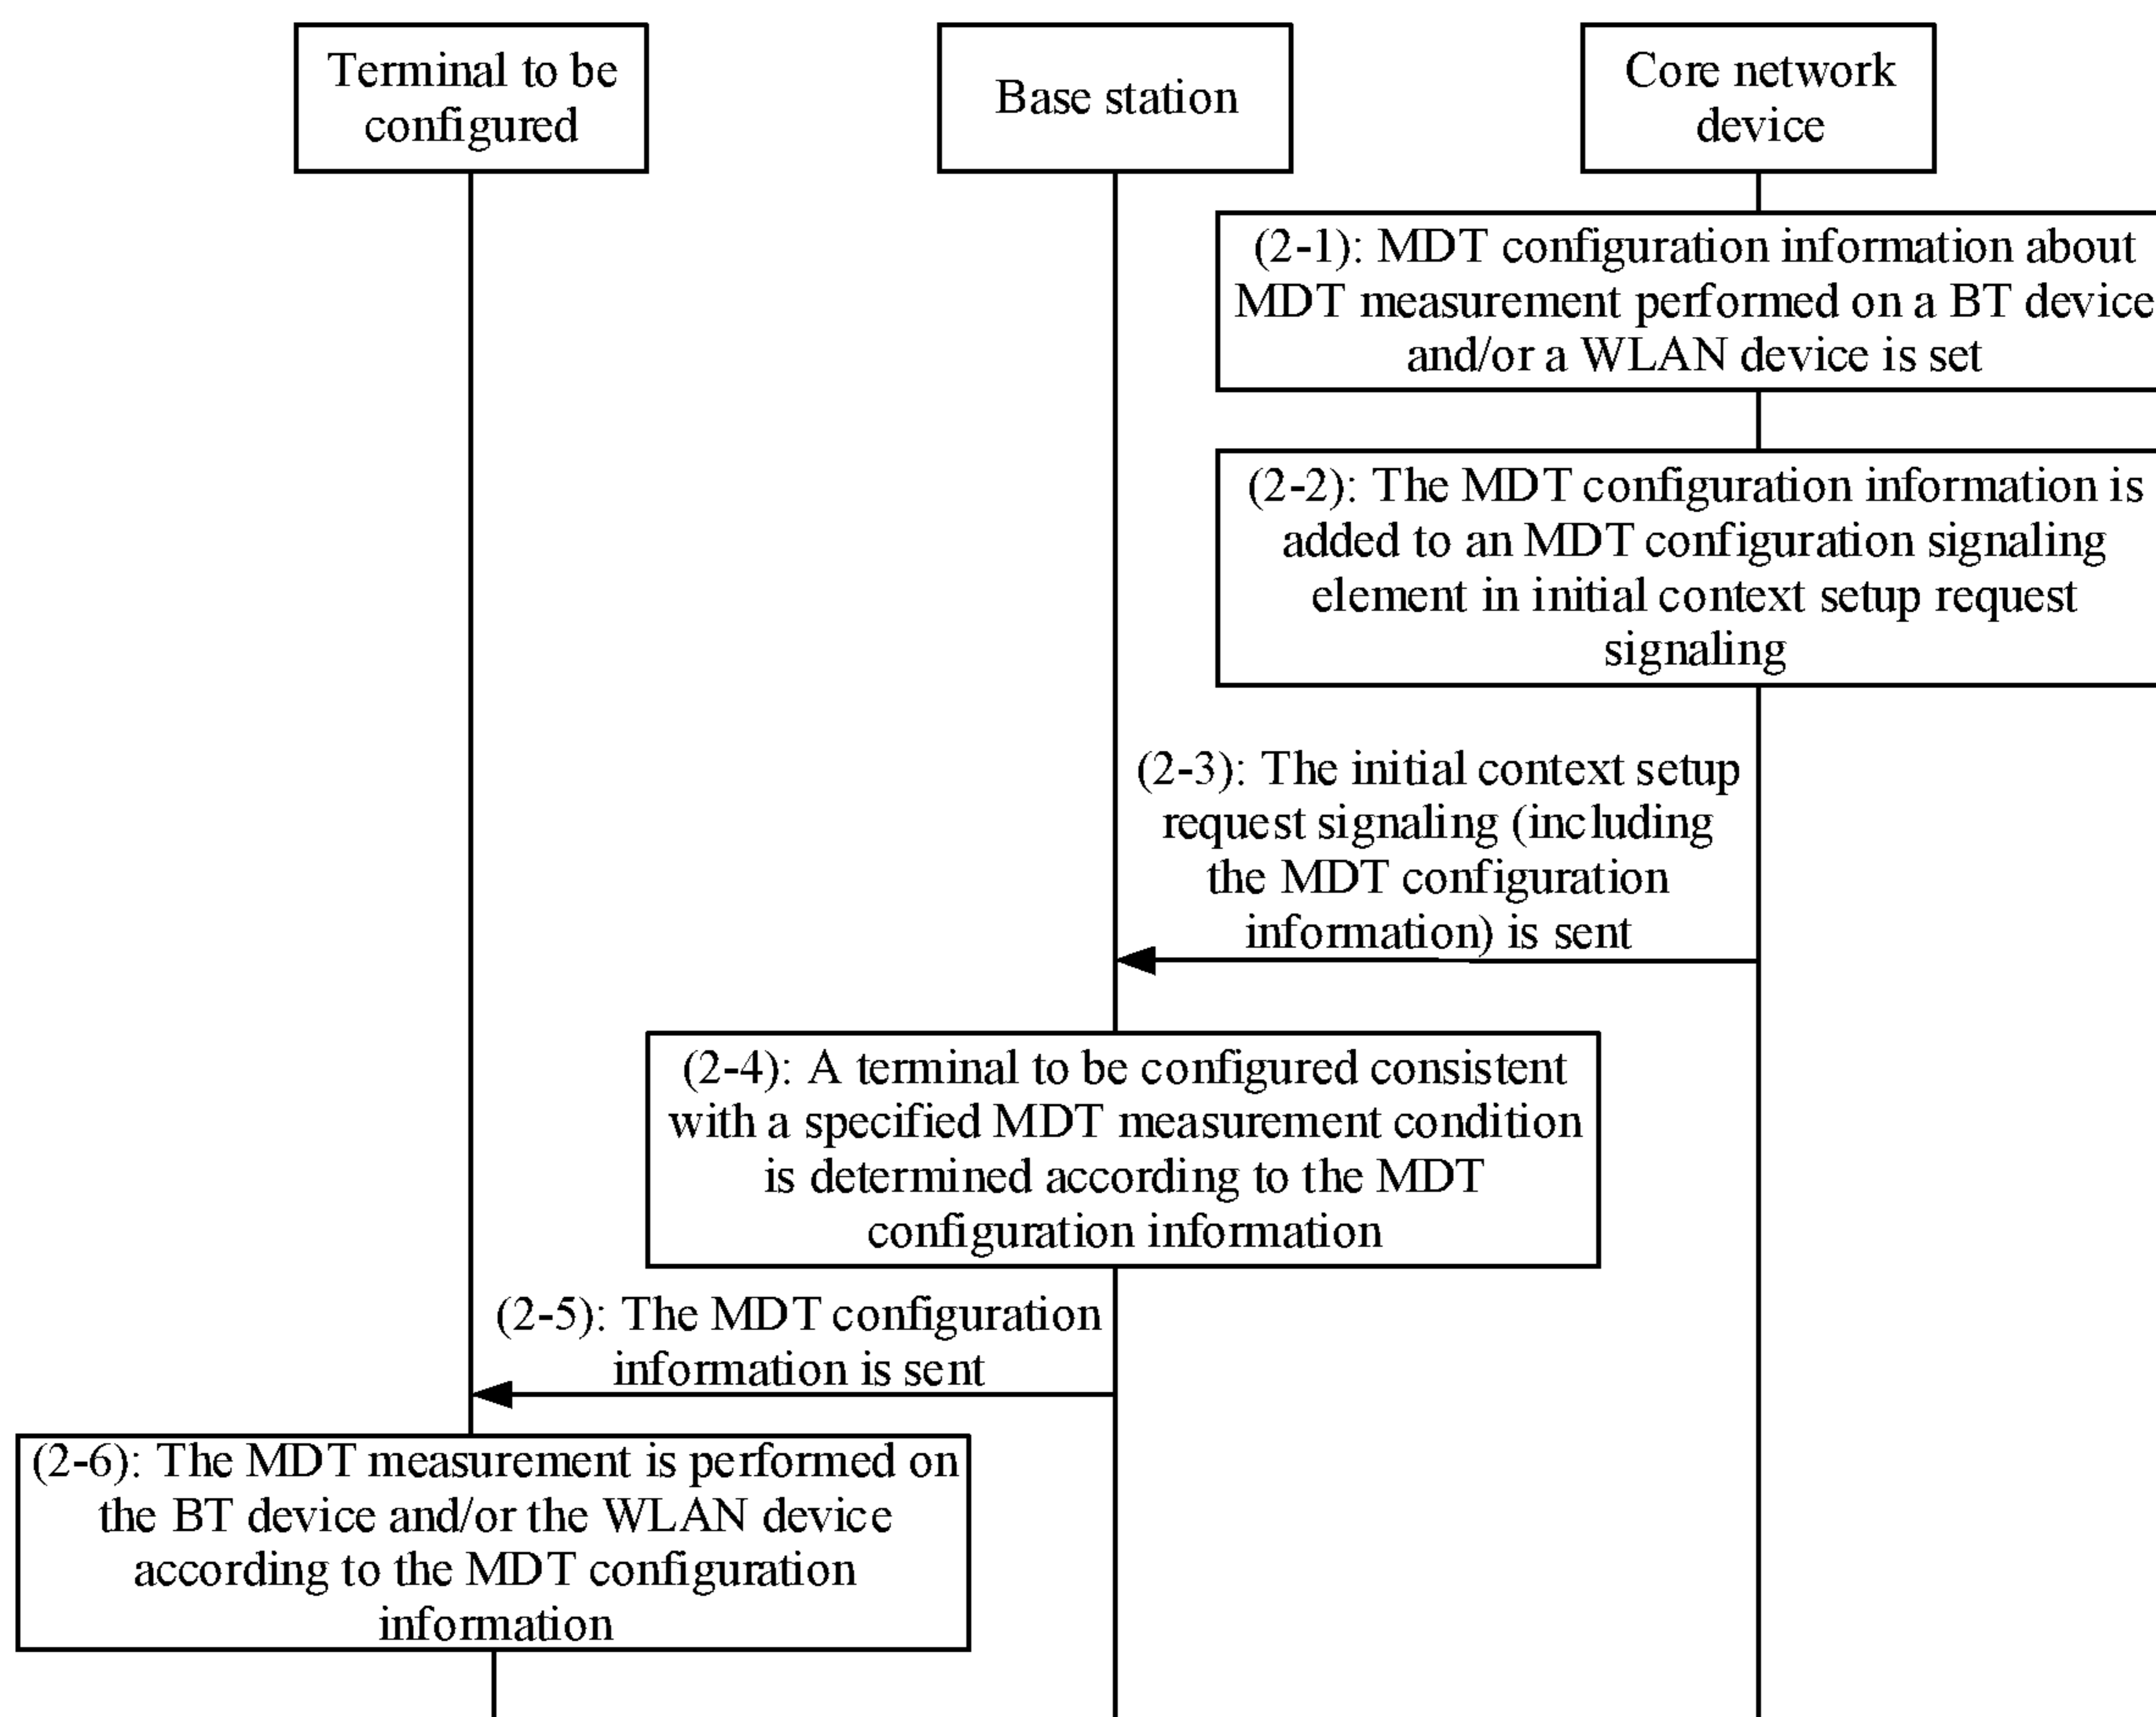 Terminal to be
configured
Base station
Core network
device
(2-1): MDT configuration information about
MDT measurement performed on a BT device
and/or a WLAN device is set
(2-2): The MDT configuration information is
added to an MDT configuration signaling
element in initial context setup request
signaling
(2-3): The initial context setup
request signaling (including
the MDT configuration
information) is sent
(2-4): A terminal to be configured consistent
with a specified MDT measurement condition
is determined according to the MDT
configuration information
(2-5): The MDT configuration
information is sent
(2-6): The MDT measurement is performed on
the BT device and/or the WLAN device
according to the MDT configuration
information